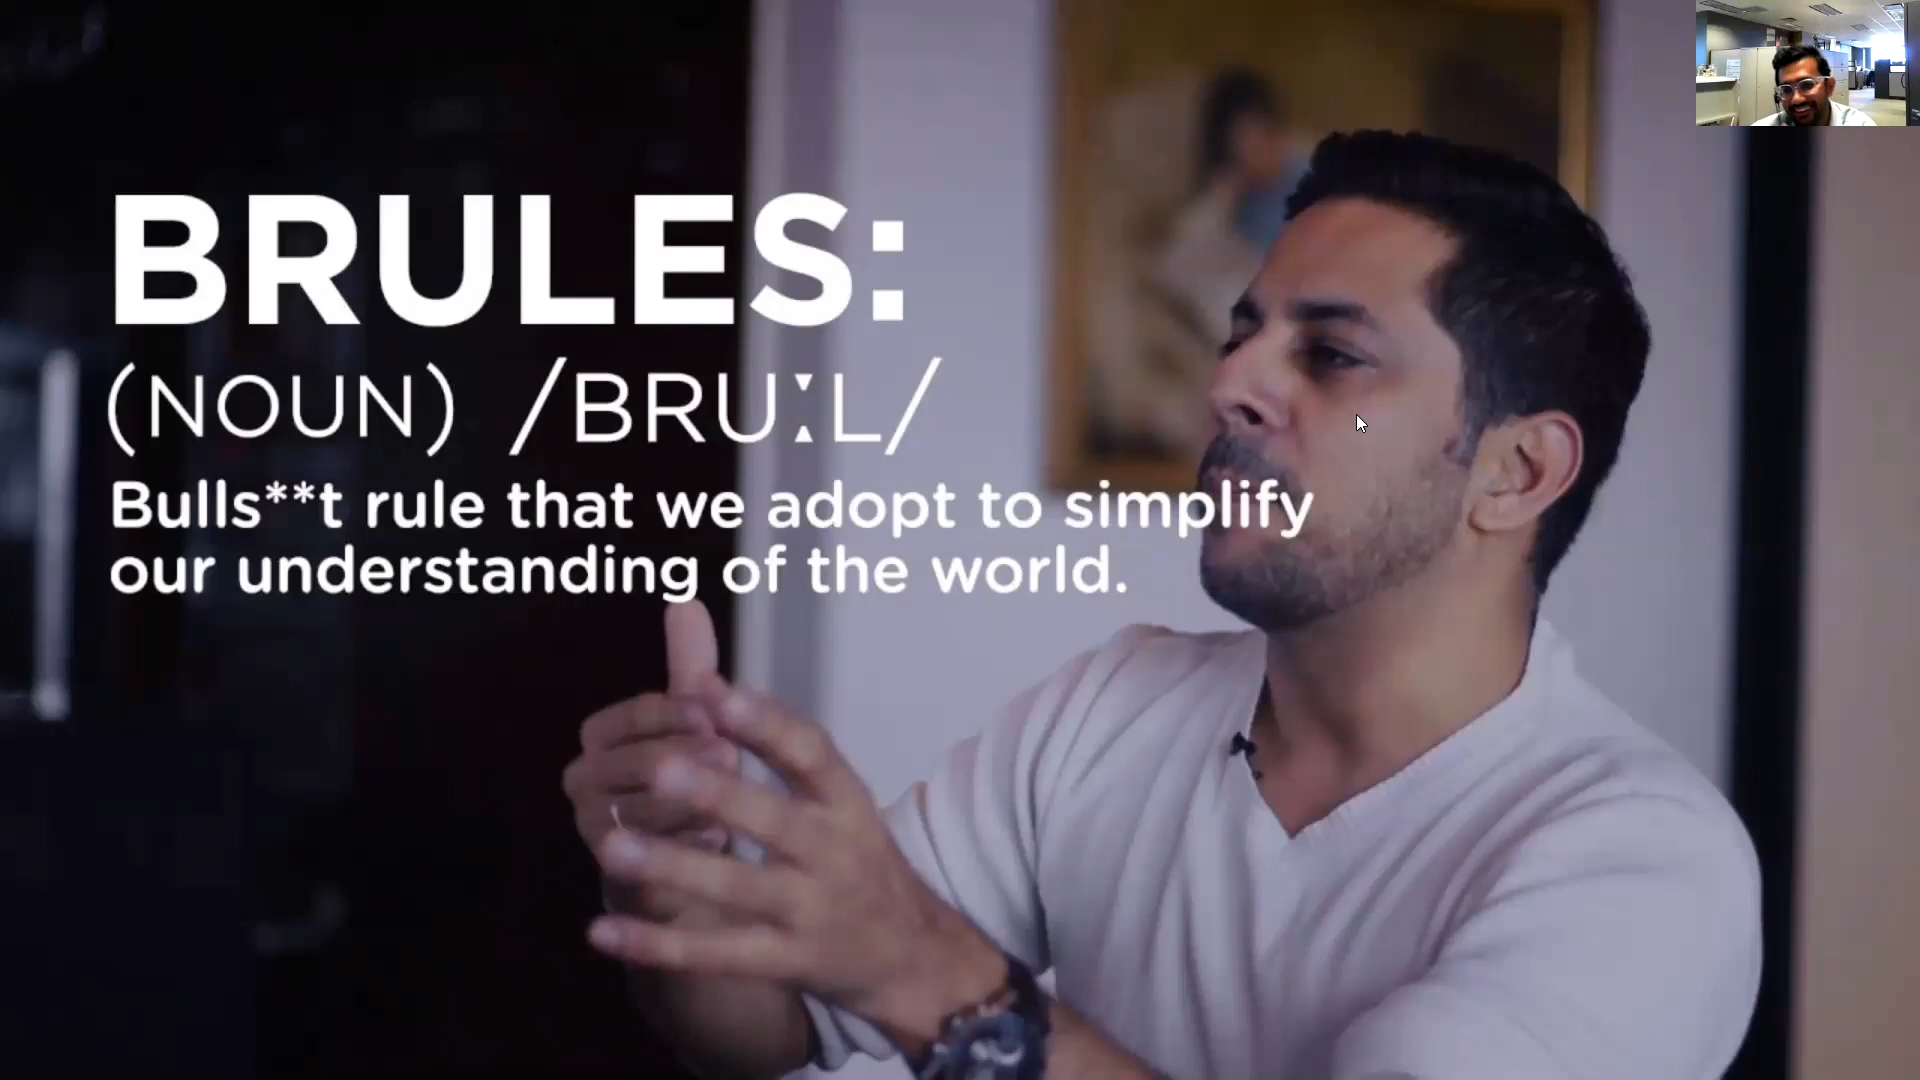 BRULES:
(NOUN) /BRUːL/
Bulls**t rule that we adopt to simplify
our understanding of the world.